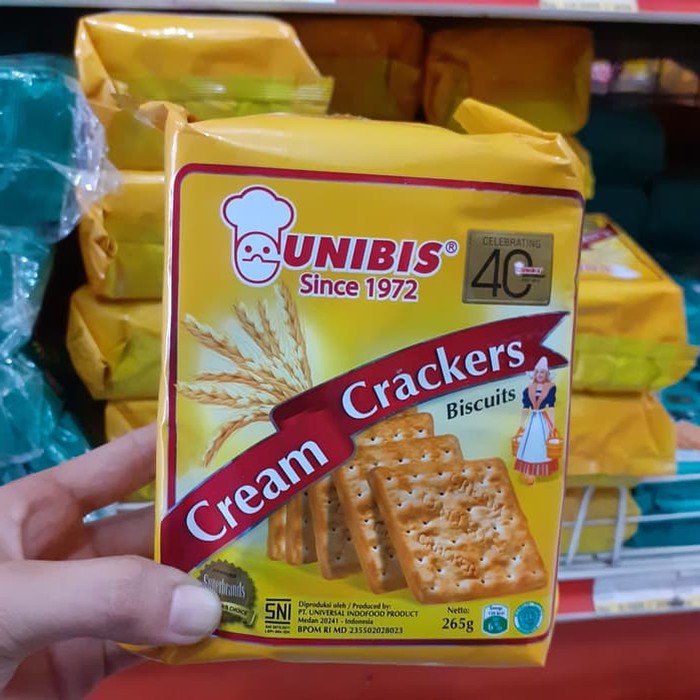 CELEBRATING
40
UNIBIS®
Since 1972
Cream Crackers
Biscuits
Superbrands
SNI
Diproduksi oleh / Produced by:
PT. UNIVERSAL INDOFOOD PRODUCT
Medan 20241 - Indonesia
BPOM RI MD 235502028023
Netto:
265g